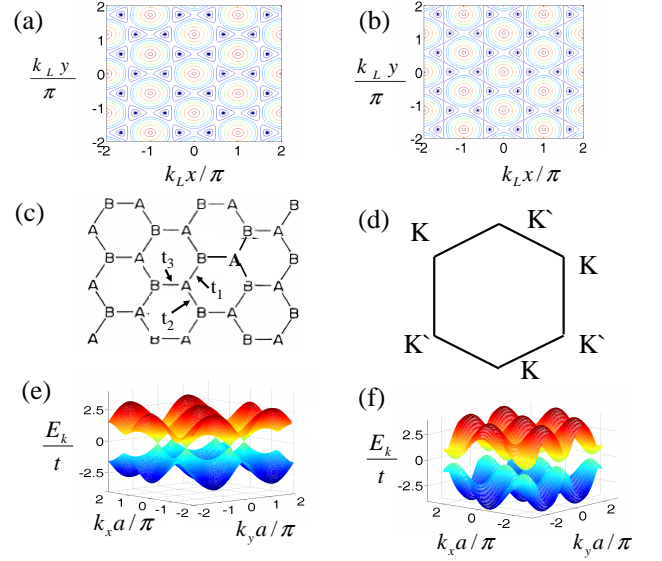 (a)
2
1
0
-1
-2
k_L y
π
-2 -1 0 1 2
k_L x/π
(b)
2
1
0
-1
-2
k_L y
π
-2 -1 0 1 2
k_L x/π
(c)
B A B A B
A B A B A
B A B A B
t₃
A B A B A
t₁
t₂
B A B A B
A B A B A
(d)
K`
K K
K` K`
K
(e)
E_k
t
2.5
0
-2.5
2 1 0 -1 -2
-2 -1 0 1 2
k_x a/π
k_y a/π
(f)
E_k
t
2.5
0
-2.5
2 0 -2
-2 0 2
k_x a/π
k_y a/π